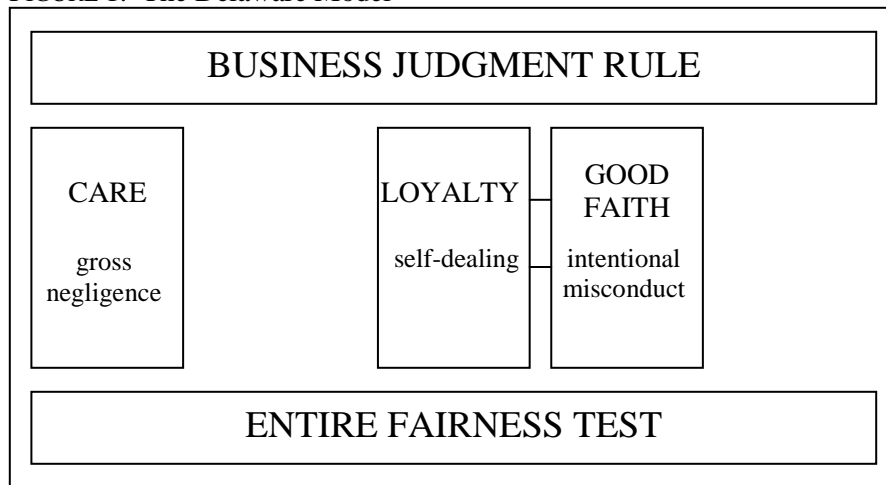 FIGURE 1. The Delaware Model
BUSINESS JUDGMENT RULE
CARE
gross
negligence
LOYALTY
self-dealing
GOOD
FAITH
intentional
misconduct
ENTIRE FAIRNESS TEST